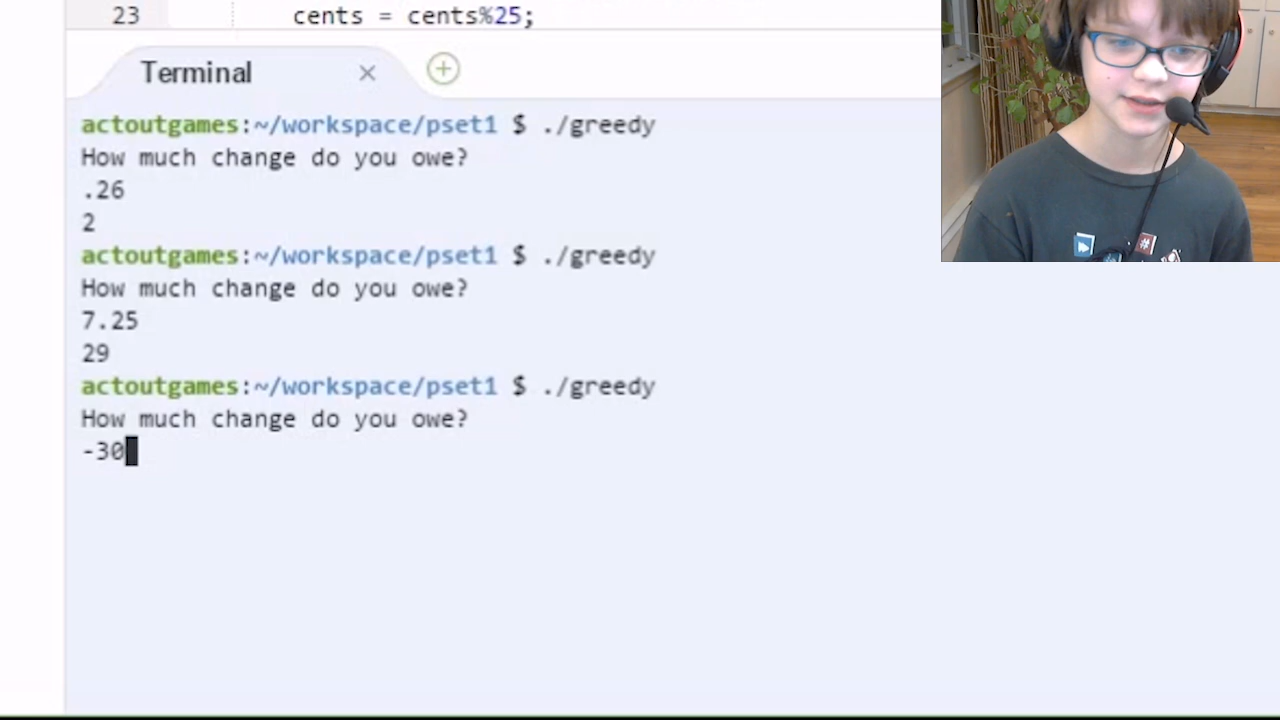 23 cents = cents%25;
Terminal
actoutgames:~/workspace/pset1 $ ./greedy
How much change do you owe?
.26
2
actoutgames:~/workspace/pset1 $ ./greedy
How much change do you owe?
7.25
29
actoutgames:~/workspace/pset1 $ ./greedy
How much change do you owe?
-30